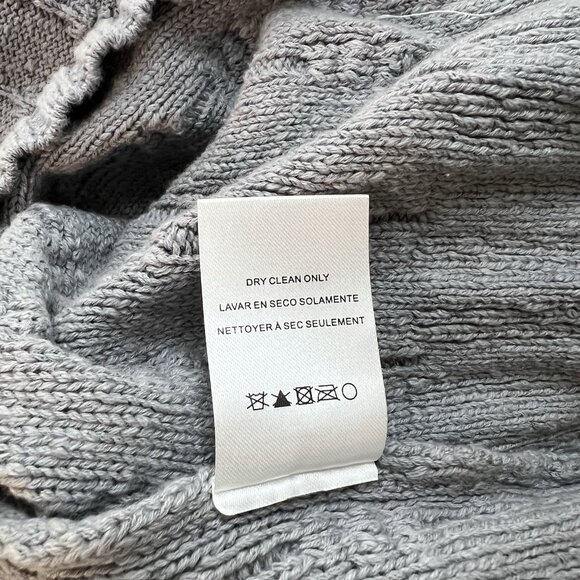 DRY CLEAN ONLY
LAVAR EN SECO SOLAMENTE
NETTOYER À SEC SEULEMENT